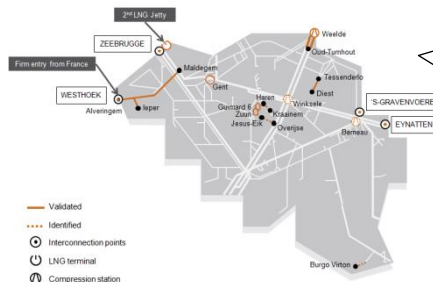 2nd LNG Jetty
ZEEBRUGGE
Firm entry from France
WESTHOEK
Alveringem
Ieper
Maldegem
Gent
Weelde
Oud-Turnhout
Tessenderlo
Diest
Haren
Guimard 6
Zuun
Kraainem
Jesus-Eik
Overijse
Winksele
'S-GRAVENVOERE
EYNATTEN
Berneau
Burgo Virton
Validated
Identified
Interconnection points
LNG terminal
Compression station